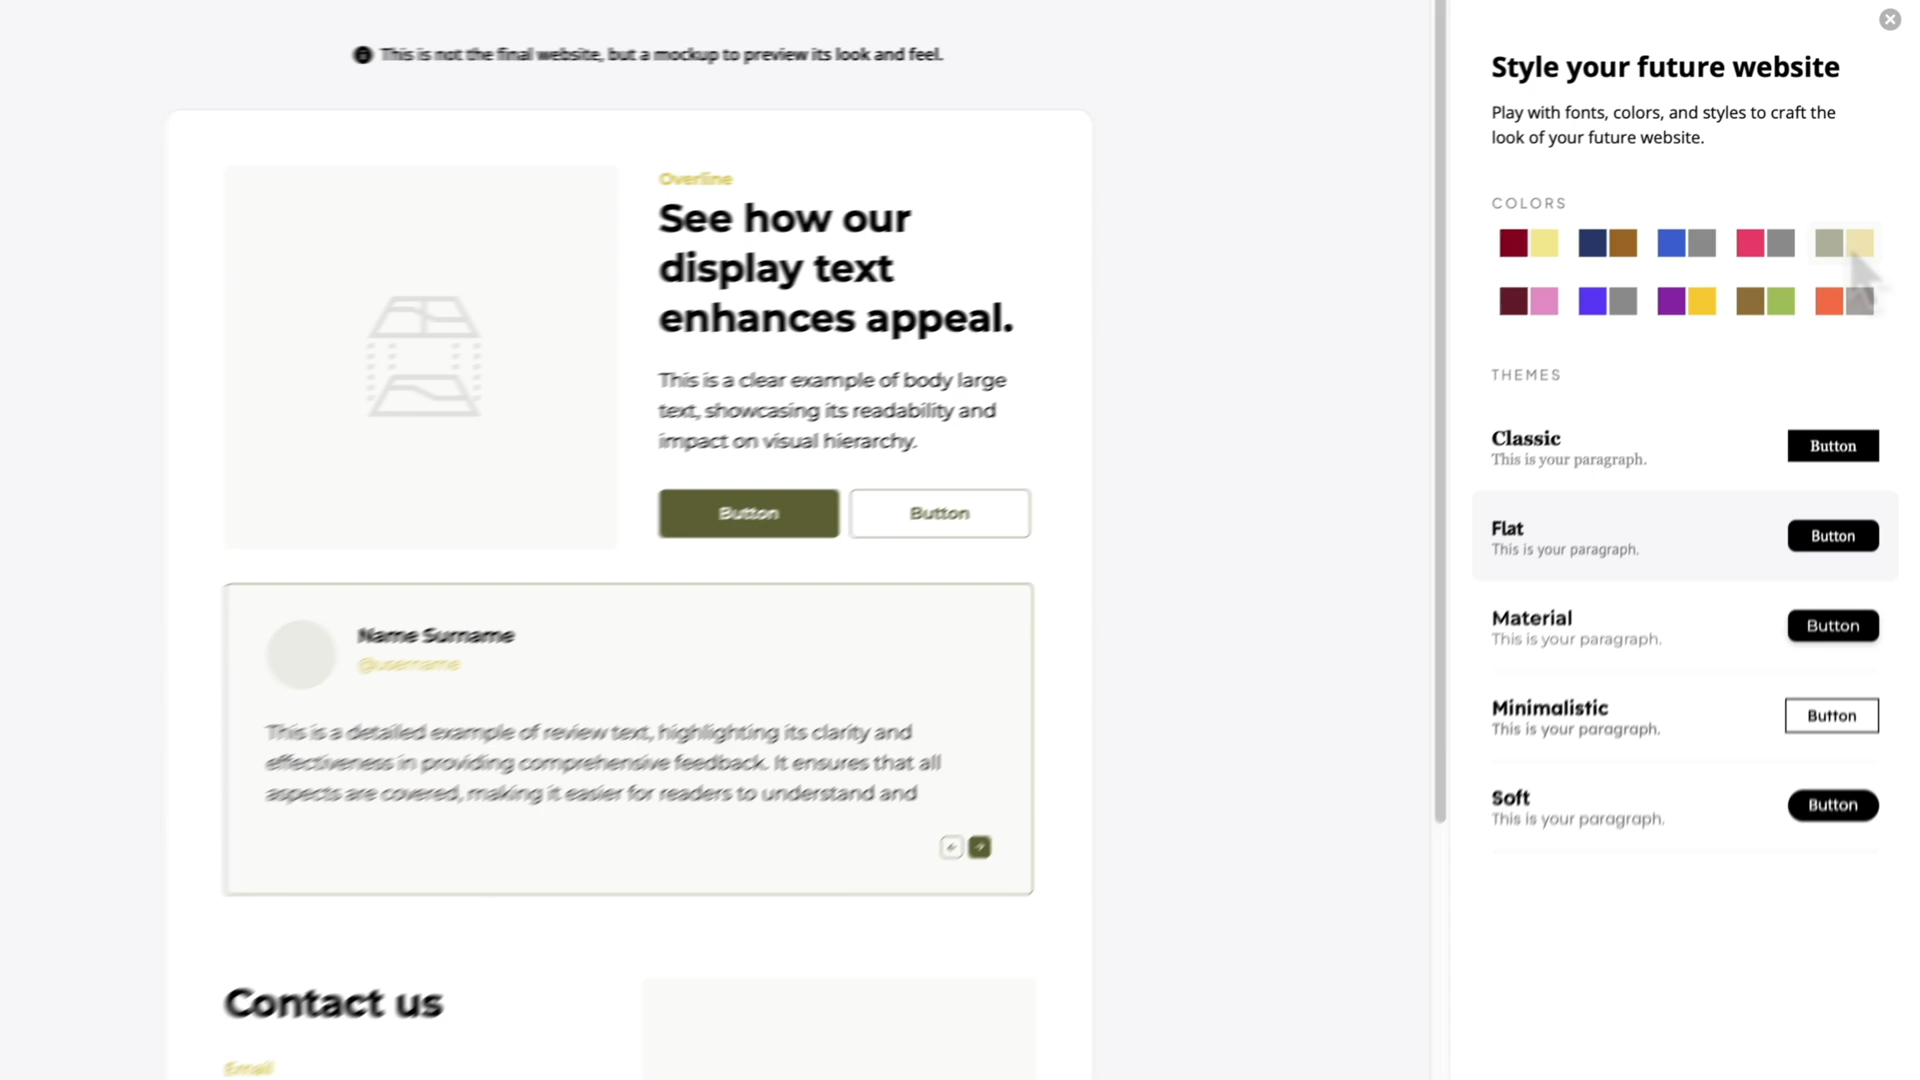 This is not the final website, but a mockup to preview its look and feel.
Overline
See how our
display text
enhances appeal.
This is a clear example of body large
text, showcasing its readability and
impact on visual hierarchy.
Button
Button
Name Surname
@username
This is a detailed example of review text, highlighting its clarity and
effectiveness in providing comprehensive feedback. It ensures that all
aspects are covered, making it easier for readers to understand and
Contact us
Email
Style your future website
Play with fonts, colors, and styles to craft the
look of your future website.
COLORS
THEMES
Classic
This is your paragraph.
Button
Flat
This is your paragraph.
Button
Material
This is your paragraph.
Button
Minimalistic
This is your paragraph.
Button
Soft
This is your paragraph.
Button